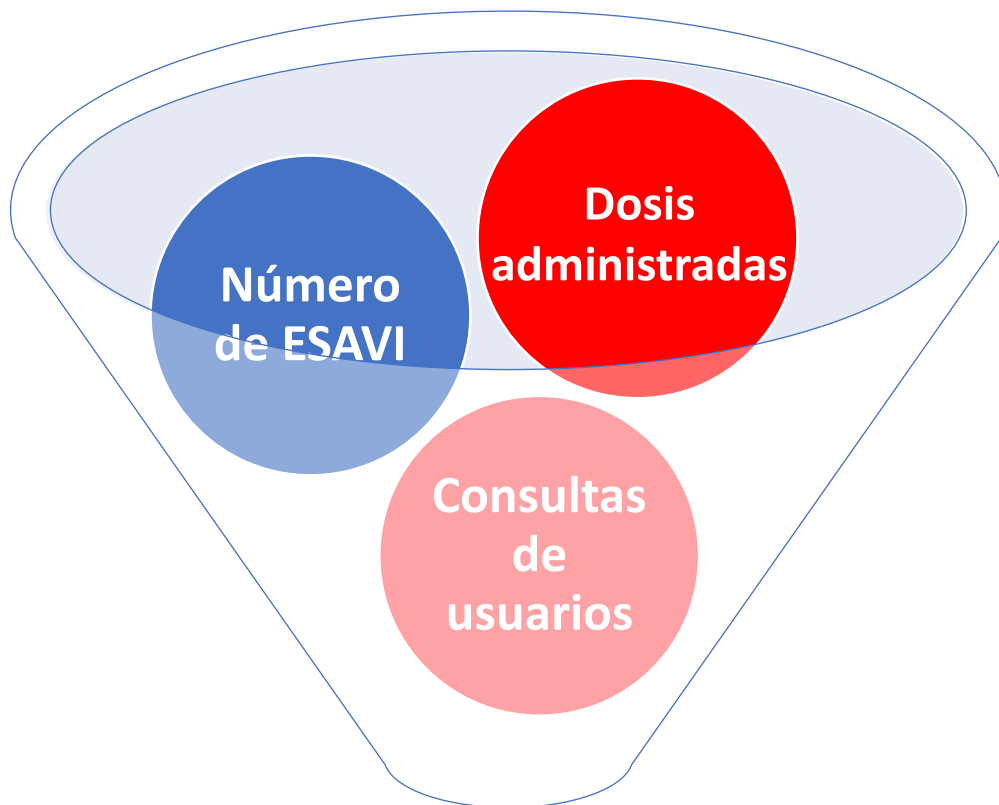 Dosis
administradas
Número
de ESAVI
Consultas
de
usuarios